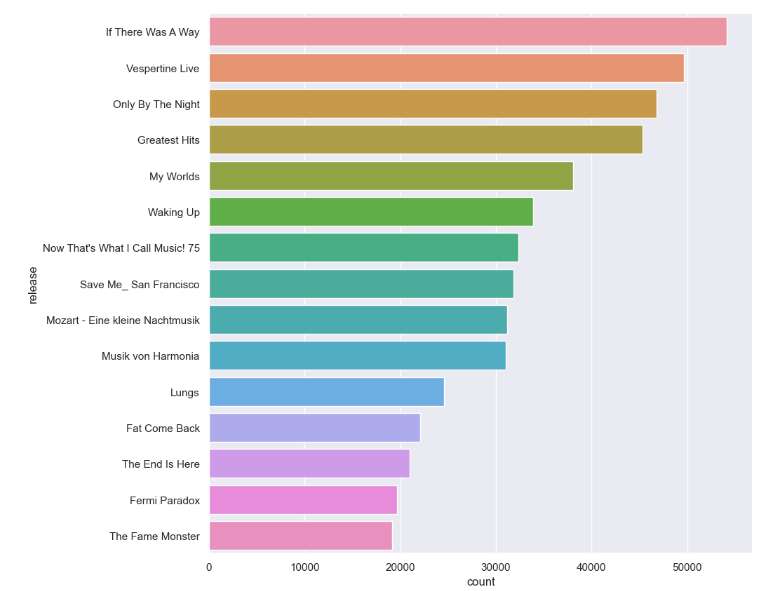 If There Was A Way
Vespertine Live
Only By The Night
Greatest Hits
My Worlds
Waking Up
Now That's What I Call Music! 75
Save Me_ San Francisco
Mozart - Eine kleine Nachtmusik
Musik von Harmonia
Lungs
Fat Come Back
The End Is Here
Fermi Paradox
The Fame Monster
release
0 10000 20000 30000 40000 50000
count